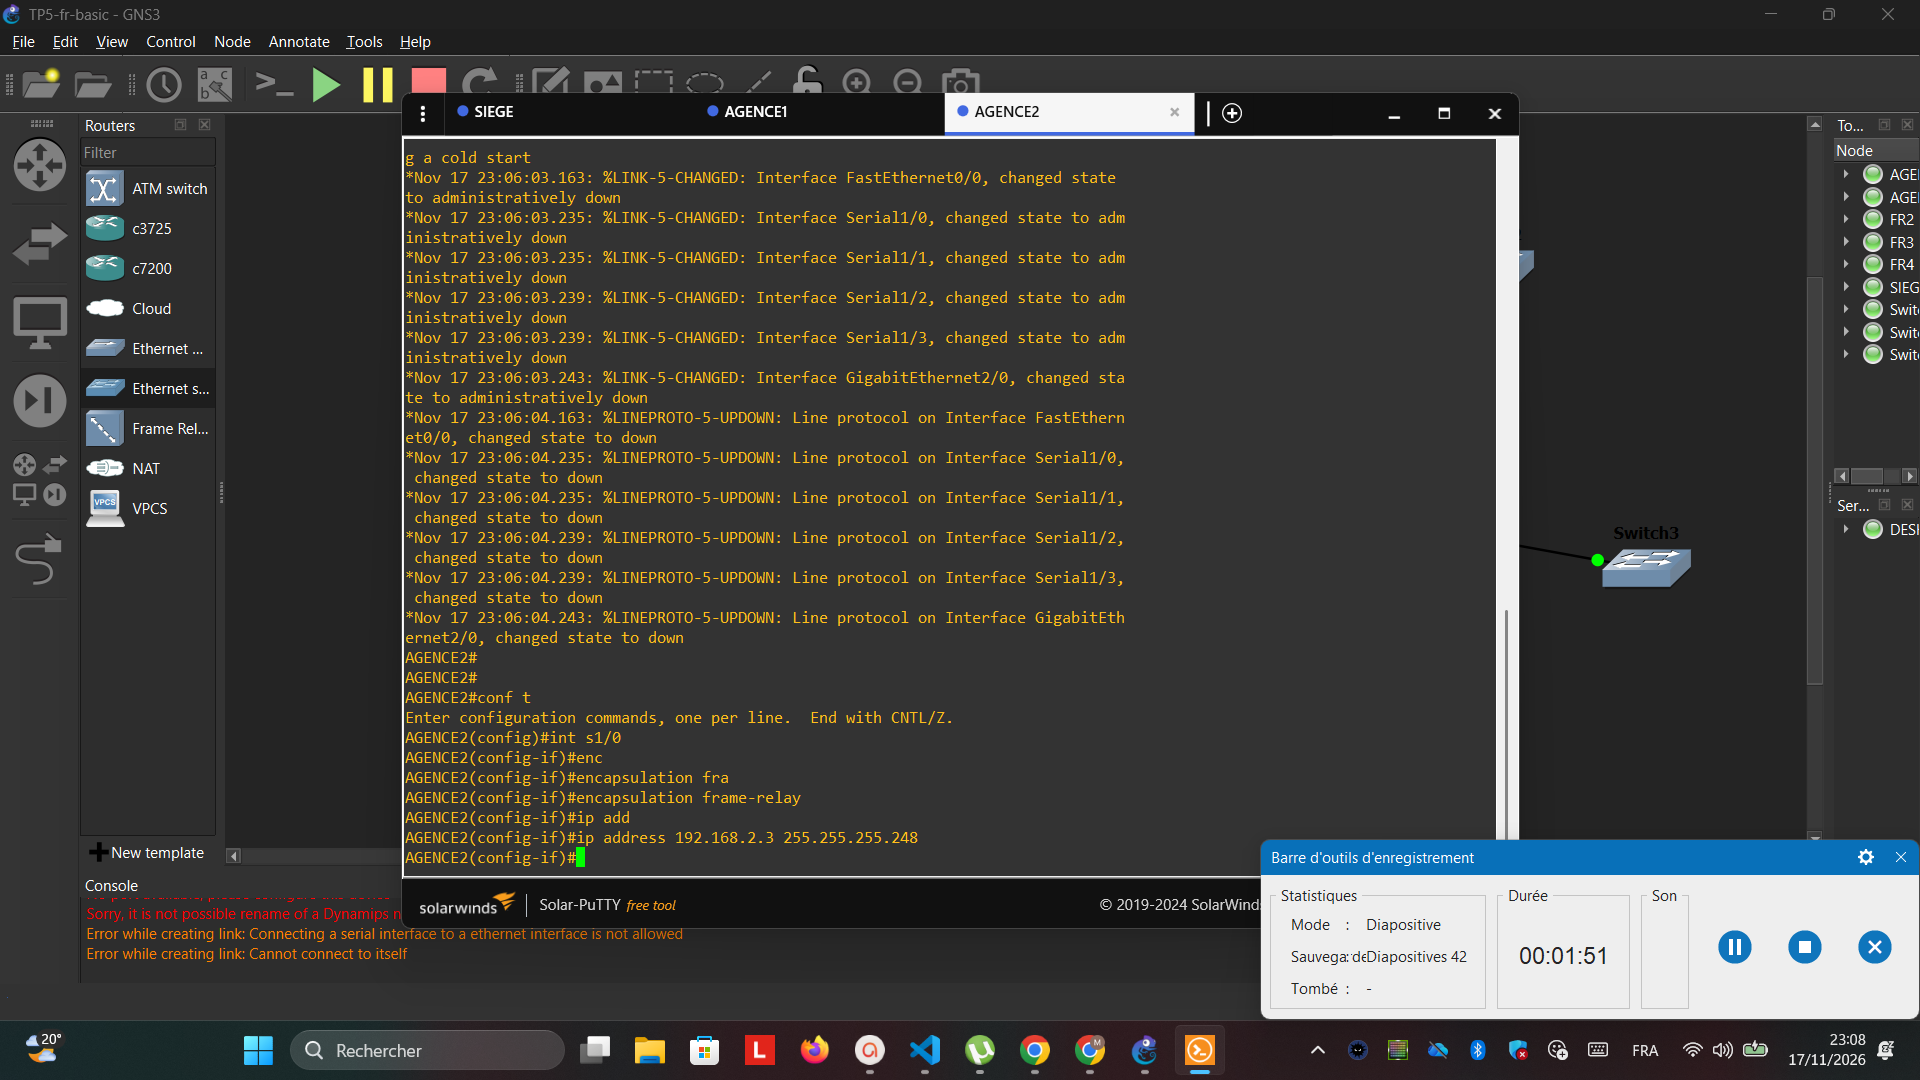 TP5-fr-basic - GNS3
File Edit View Control Node Annotate Tools Help
SIEGE
AGENCE1
AGENCE2
Routers
Filter
ATM switch
c3725
c7200
Cloud
Ethernet ...
Ethernet s...
Frame Rel...
NAT
VPCS
New template
g a cold start
*Nov 17 23:06:03.163: %LINK-5-CHANGED: Interface FastEthernet0/0, changed state
to administratively down
*Nov 17 23:06:03.235: %LINK-5-CHANGED: Interface Serial1/0, changed state to adm
inistratively down
*Nov 17 23:06:03.235: %LINK-5-CHANGED: Interface Serial1/1, changed state to adm
inistratively down
*Nov 17 23:06:03.239: %LINK-5-CHANGED: Interface Serial1/2, changed state to adm
inistratively down
*Nov 17 23:06:03.239: %LINK-5-CHANGED: Interface Serial1/3, changed state to adm
inistratively down
*Nov 17 23:06:03.243: %LINK-5-CHANGED: Interface GigabitEthernet2/0, changed sta
te to administratively down
*Nov 17 23:06:04.163: %LINEPROTO-5-UPDOWN: Line protocol on Interface FastEthern
et0/0, changed state to down
*Nov 17 23:06:04.235: %LINEPROTO-5-UPDOWN: Line protocol on Interface Serial1/0,
changed state to down
*Nov 17 23:06:04.235: %LINEPROTO-5-UPDOWN: Line protocol on Interface Serial1/1,
changed state to down
*Nov 17 23:06:04.239: %LINEPROTO-5-UPDOWN: Line protocol on Interface Serial1/2,
changed state to down
*Nov 17 23:06:04.239: %LINEPROTO-5-UPDOWN: Line protocol on Interface Serial1/3,
changed state to down
*Nov 17 23:06:04.243: %LINEPROTO-5-UPDOWN: Line protocol on Interface GigabitEth
ernet2/0, changed state to down
AGENCE2#
AGENCE2#
AGENCE2#conf t
Enter configuration commands, one per line.  End with CNTL/Z.
AGENCE2(config)#int s1/0
AGENCE2(config-if)#enc
AGENCE2(config-if)#encapsulation fra
AGENCE2(config-if)#encapsulation frame-relay
AGENCE2(config-if)#ip add
AGENCE2(config-if)#ip address 192.168.2.3 255.255.255.248
AGENCE2(config-if)#
solarwinds
Solar-PuTTY free tool
© 2019-2024 SolarWinds
Switch3
To...
Node
AGE
AGE
FR2
FR3
FR4
SIEG
Swit
Swit
Swit
Ser...
DES
Console
Sorry, it is not possible rename of a Dynamips n
Error while creating link: Connecting a serial interface to a ethernet interface is not allowed
Error while creating link: Cannot connect to itself
Barre d'outils d'enregistrement
Statistiques
Mode : Diapositive
Diapositives 42
Tombé : -
Durée
00:01:51
Son
20°
Rechercher
FRA
23:08
17/11/2026